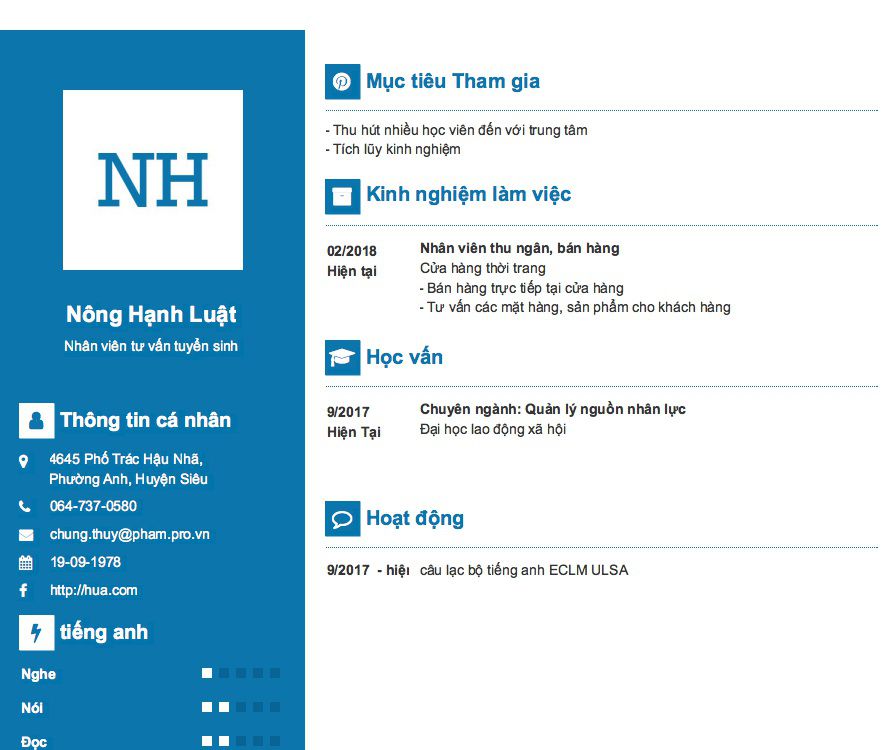 NH
Nông Hạnh Luật
Nhân viên tư vấn tuyển sinh
Thông tin cá nhân
4645 Phố Trác Hậu Nhã,
Phường Anh, Huyện Siêu
064-737-0580
chung.thuy@pham.pro.vn
19-09-1978
http://hua.com
tiếng anh
Nghe
Nói
Đọc
Mục tiêu Tham gia
- Thu hút nhiều học viên đến với trung tâm
- Tích lũy kinh nghiệm
Kinh nghiệm làm việc
02/2018
Hiện tại
Nhân viên thu ngân, bán hàng
Cửa hàng thời trang
- Bán hàng trực tiếp tại cửa hàng
- Tư vấn các mặt hàng, sản phẩm cho khách hàng
Học vấn
9/2017
Hiện Tại
Chuyên ngành: Quản lý nguồn nhân lực
Đại học lao động xã hội
Hoạt động
9/2017 - hiệ câu lạc bộ tiếng anh ECLM ULSA